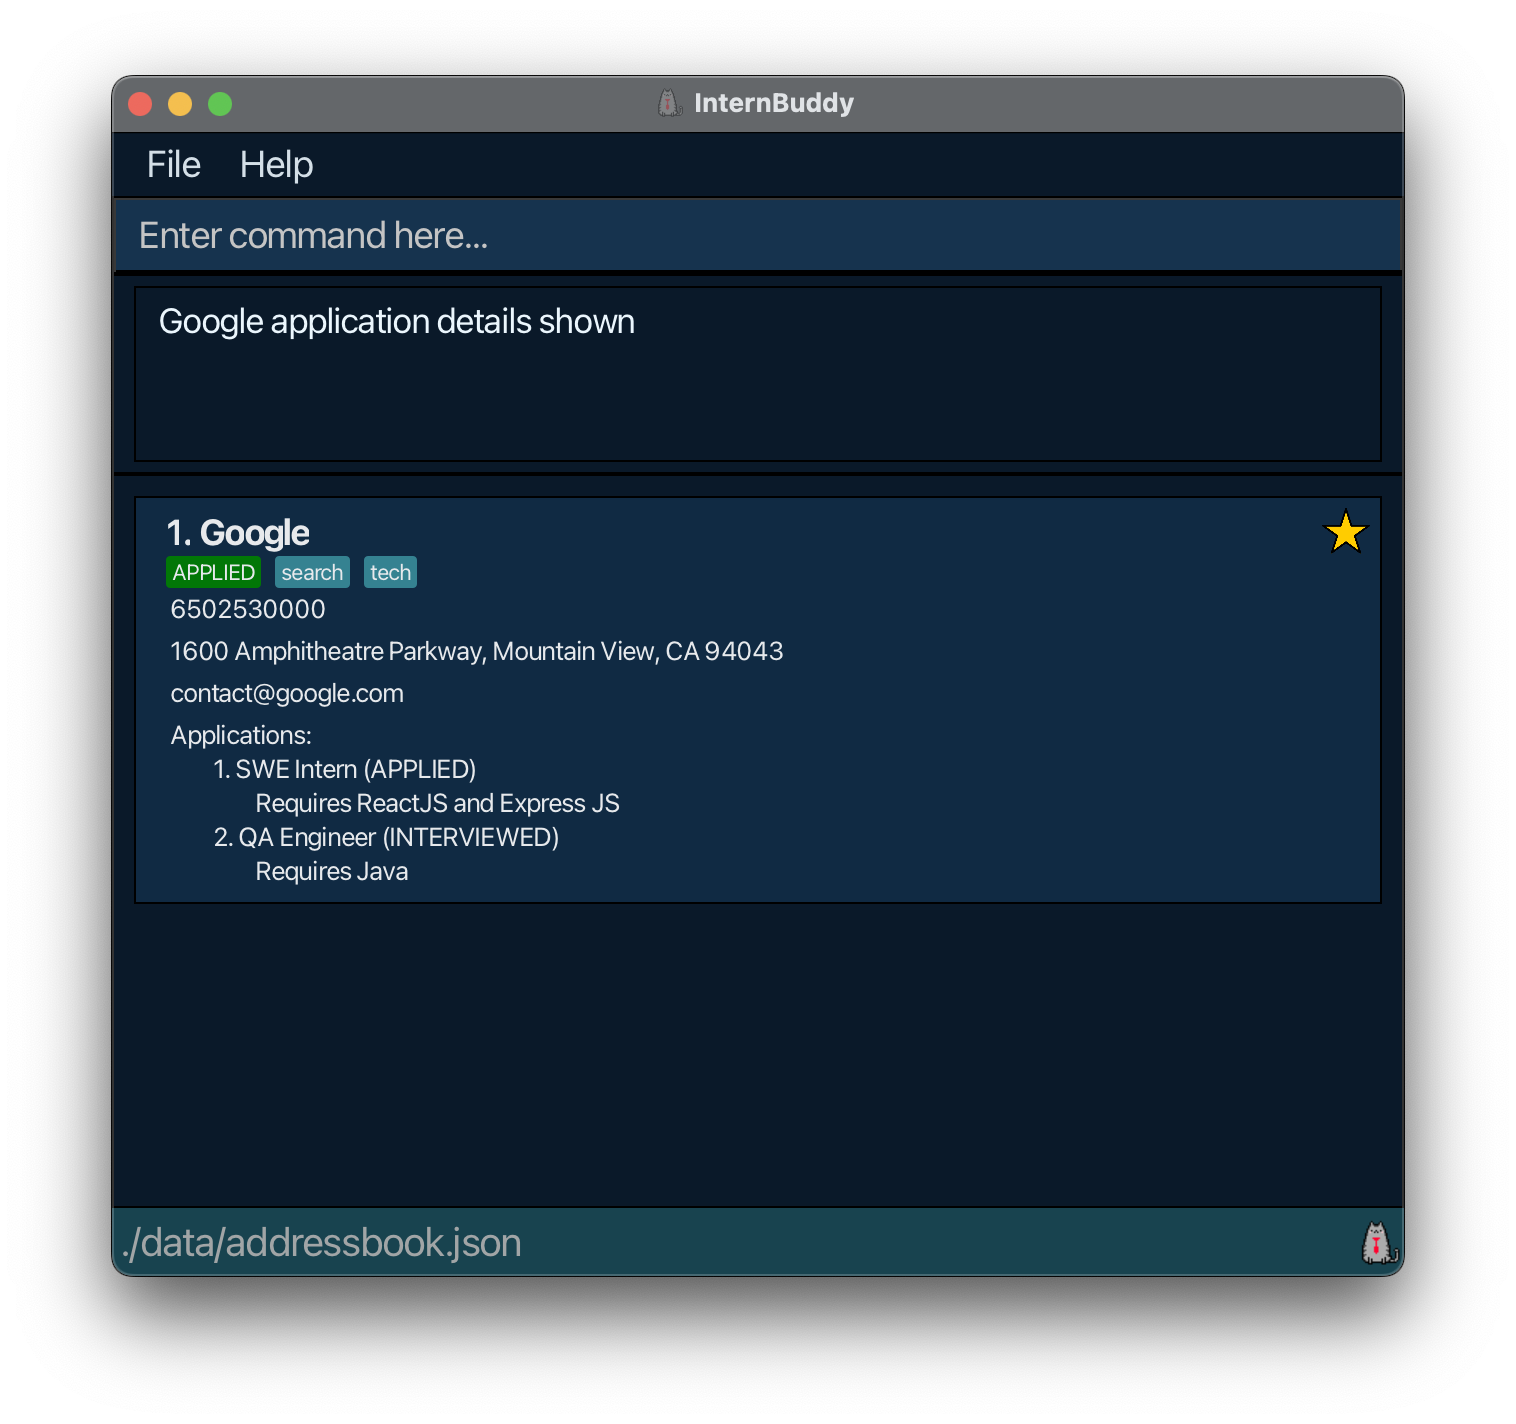 InternBuddy
File Help
Enter command here...
Google application details shown
1. Google
APPLIED search tech
6502530000
1600 Amphitheatre Parkway, Mountain View, CA 94043
contact@google.com
Applications:
1. SWE Intern (APPLIED)
Requires ReactJS and Express JS
2. QA Engineer (INTERVIEWED)
Requires Java
./data/addressbook.json